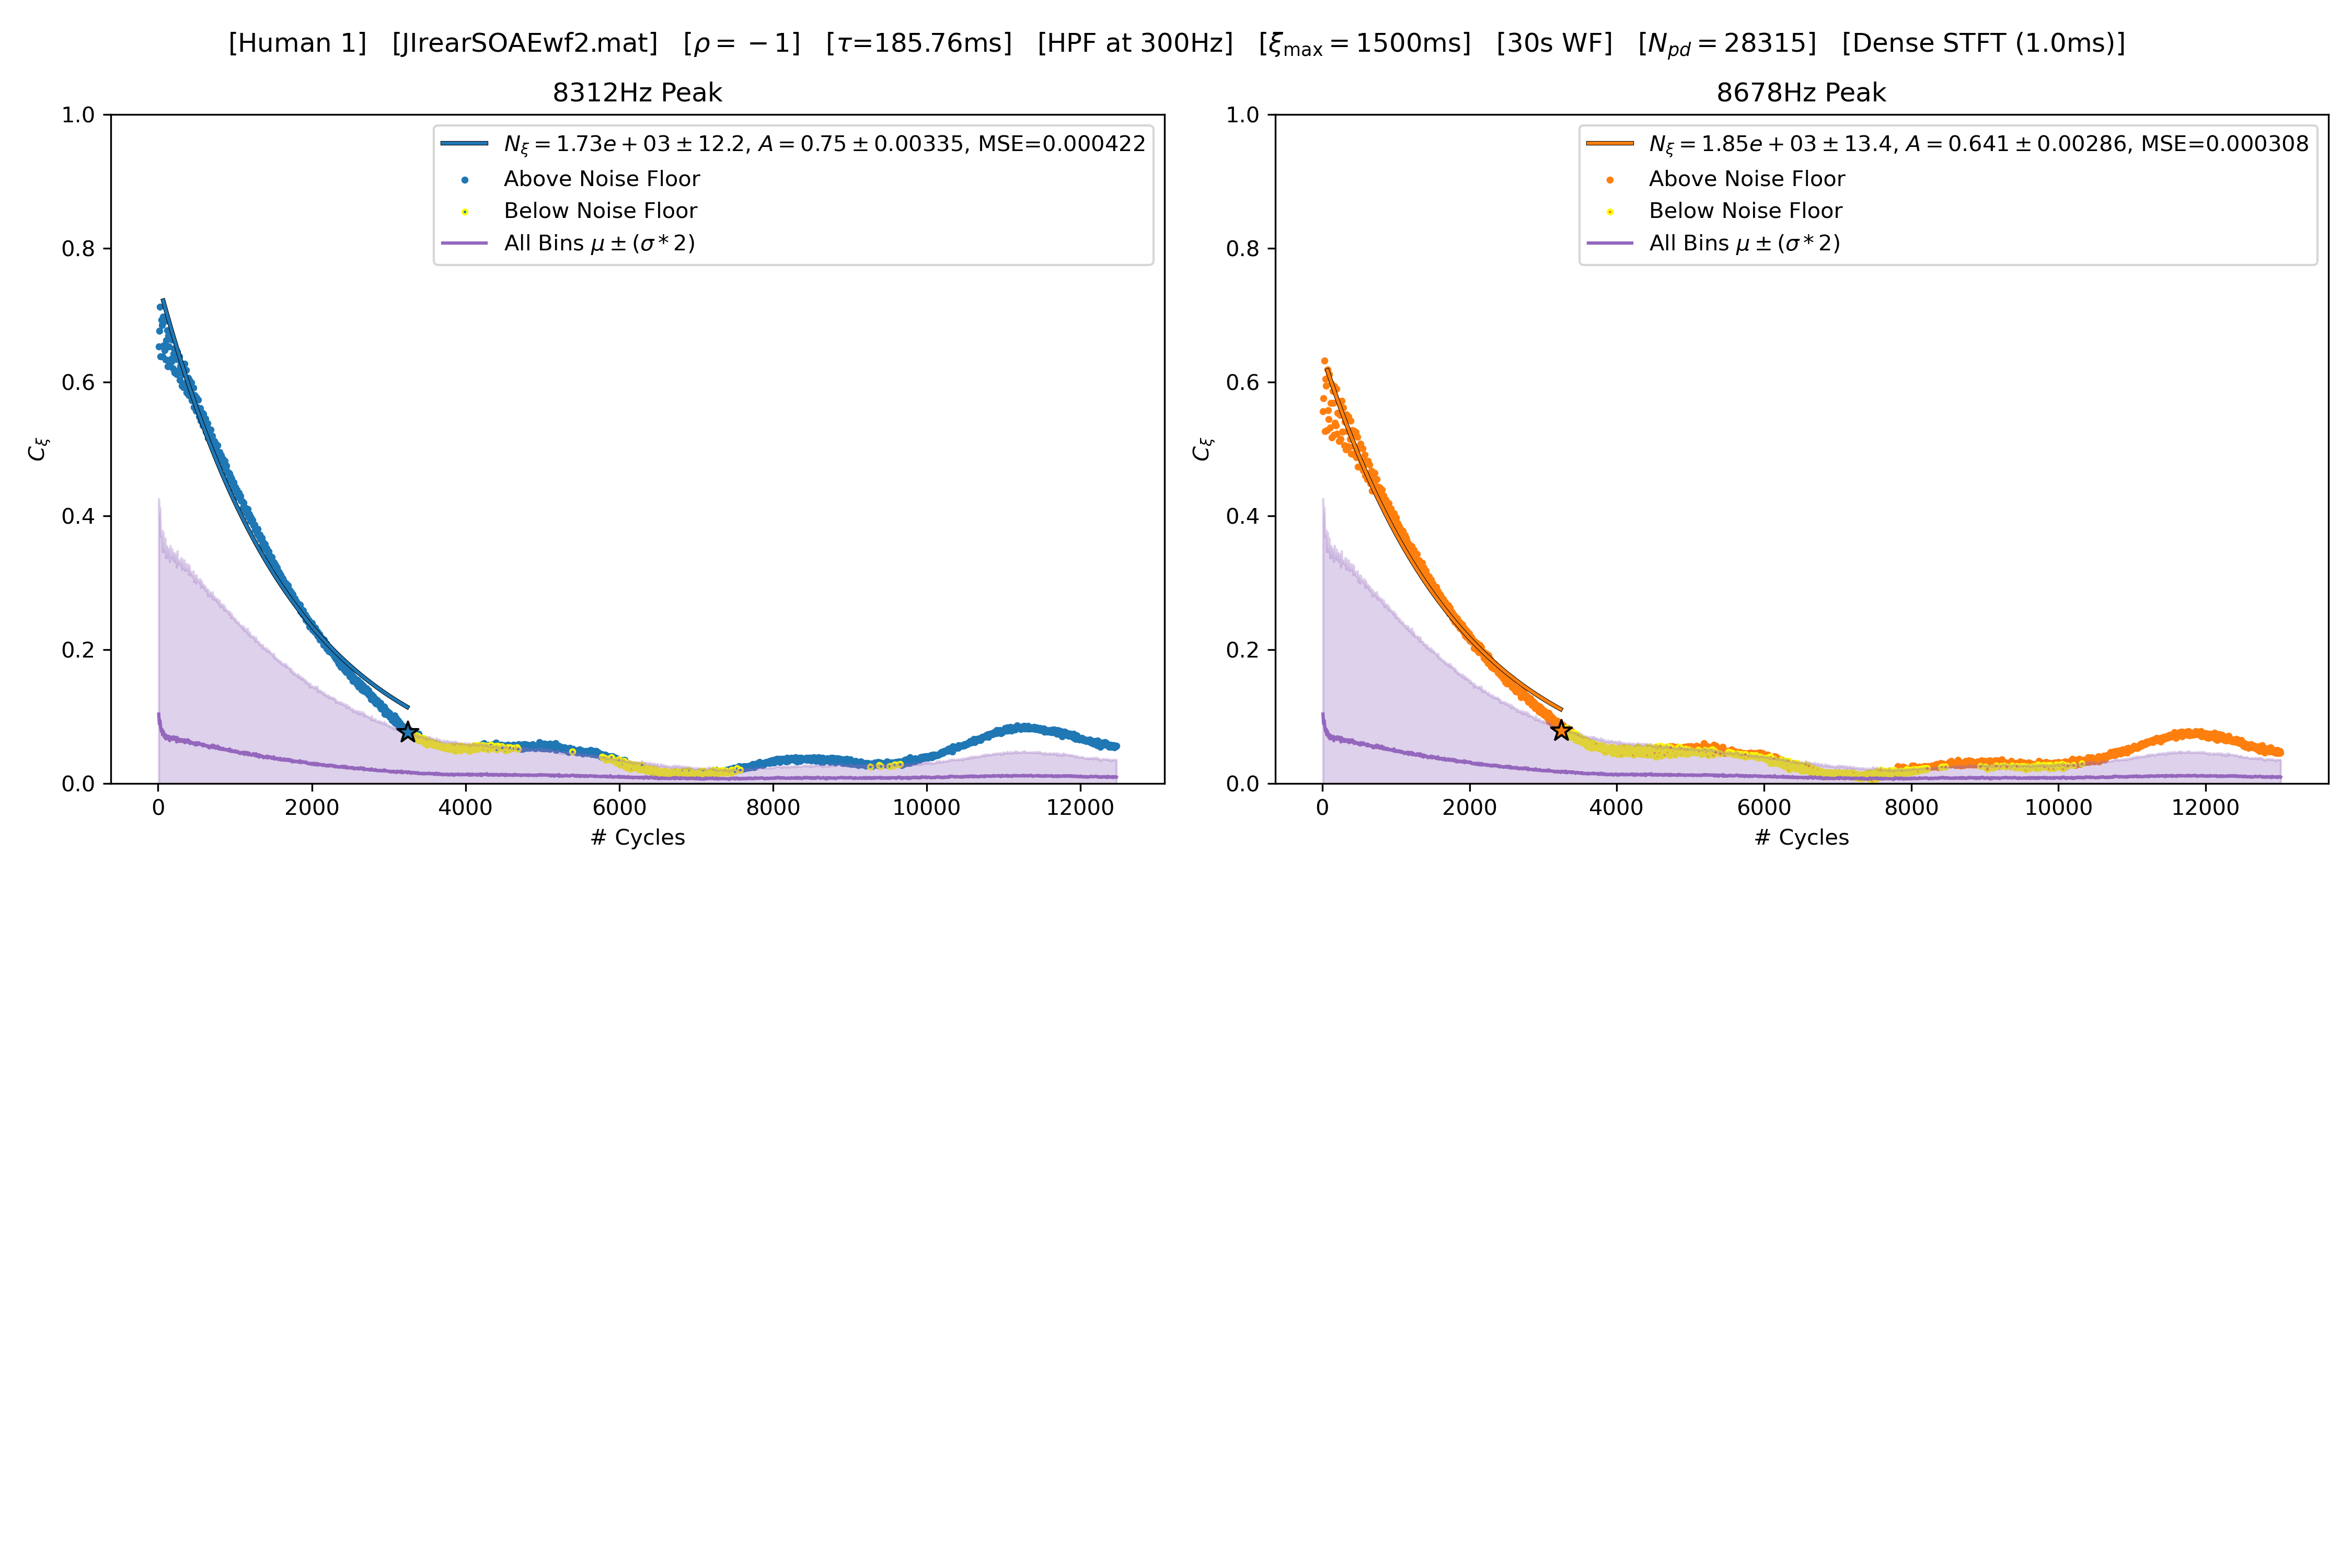 [Human 1] [JIrearSOAEwf2.mat] [ρ = −1] [τ=185.76ms] [HPF at 300Hz] [ξmax = 1500ms] [30s WF] [Npd = 28315] [Dense STFT (1.0ms)]
8312Hz Peak
Nξ = 1.73e + 03 ± 12.2, A = 0.75 ± 0.00335, MSE=0.000422
Above Noise Floor
Below Noise Floor
All Bins μ ± (σ * 2)
1.0
0.8
0.6
0.4
0.2
0.0
Cξ
0 2000 4000 6000 8000 10000 12000
# Cycles
8678Hz Peak
Nξ = 1.85e + 03 ± 13.4, A = 0.641 ± 0.00286, MSE=0.000308
Above Noise Floor
Below Noise Floor
All Bins μ ± (σ * 2)
1.0
0.8
0.6
0.4
0.2
0.0
Cξ
0 2000 4000 6000 8000 10000 12000
# Cycles